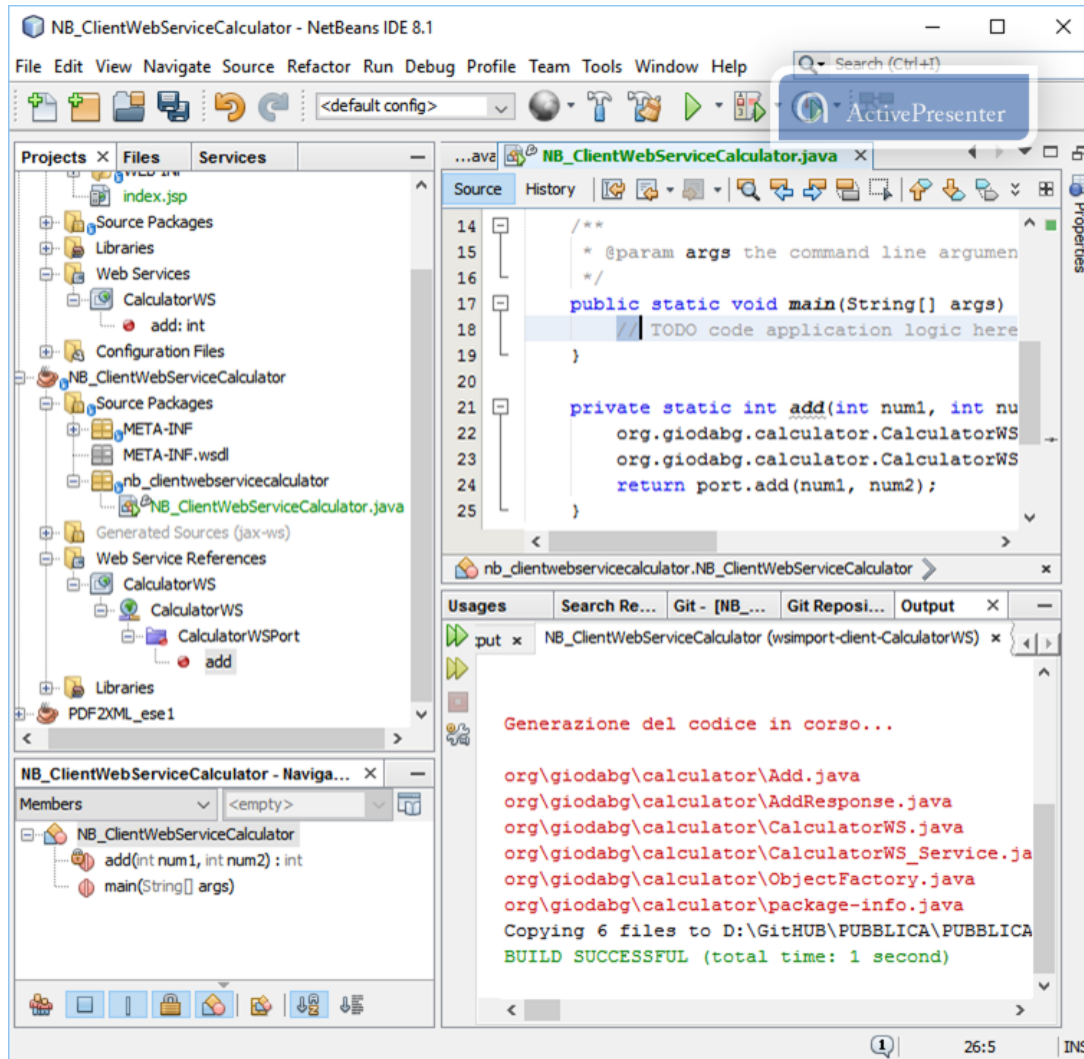 NB_ClientWebServiceCalculator - NetBeans IDE 8.1
File Edit View Navigate Source Refactor Run Debug Profile Team Tools Window Help
Search (Ctrl+I)
<default config>
ActivePresenter
Projects Files Services
WEB-INF
index.jsp
Source Packages
Libraries
Web Services
CalculatorWS
add: int
Configuration Files
NB_ClientWebServiceCalculator
Source Packages
META-INF
META-INF.wsdl
nb_clientwebservicecalculator
NB_ClientWebServiceCalculator.java
Generated Sources (jax-ws)
Web Service References
CalculatorWS
CalculatorWS
CalculatorWSPort
add
Libraries
PDF2XML_ese1
NB_ClientWebServiceCalculator - Naviga...
Members <empty>
NB_ClientWebServiceCalculator
add(int num1, int num2) : int
main(String[] args)
...ava NB_ClientWebServiceCalculator.java
Source History
Properties
14 /**
15 * @param args the command line argumen
16 */
17 public static void main(String[] args)
18 // TODO code application logic here
19 }
20
21 private static int add(int num1, int nu
22 org.giodabg.calculator.CalculatorWS
23 org.giodabg.calculator.CalculatorWS
24 return port.add(num1, num2);
25 }
nb_clientwebservicecalculator.NB_ClientWebServiceCalculator
Usages Search Re... Git - [NB_... Git Reposi... Output
put NB_ClientWebServiceCalculator (wsimport-client-CalculatorWS)
Generazione del codice in corso...
org\giodabg\calculator\Add.java
org\giodabg\calculator\AddResponse.java
org\giodabg\calculator\CalculatorWS.java
org\giodabg\calculator\CalculatorWS_Service.ja
org\giodabg\calculator\ObjectFactory.java
org\giodabg\calculator\package-info.java
Copying 6 files to D:\GitHUB\PUBBLICA\PUBBLICA
BUILD SUCCESSFUL (total time: 1 second)
1 26:5 INS